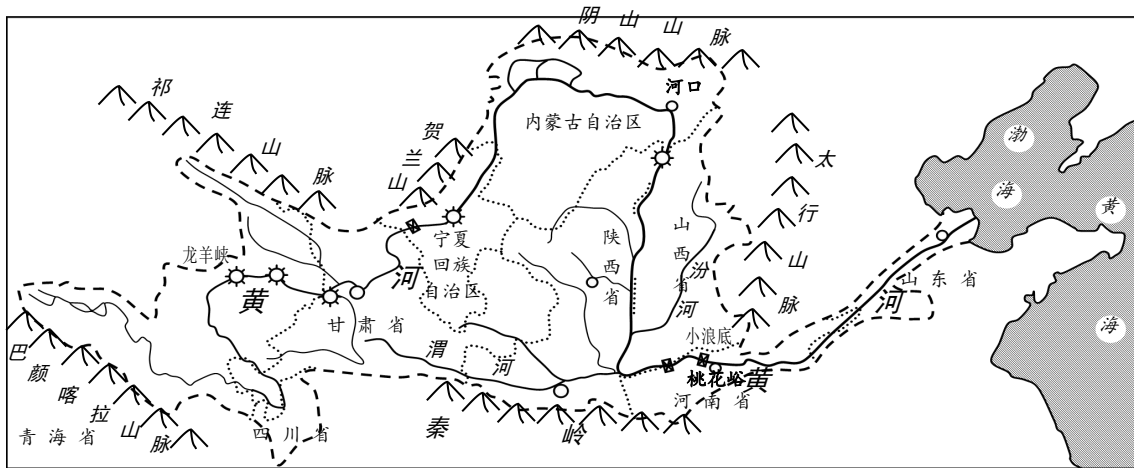 阴山山脉
河口
祁连山脉
内蒙古自治区
贺兰山
太行山脉
渤海
黄海
龙羊峡
宁夏
回族
自治区
陕西省
山西省
汾河
黄河
山东省
甘肃省
渭河
小浪底
桃花峪
黄河
河南省
巴颜喀拉山脉
秦岭
青海省
四川省